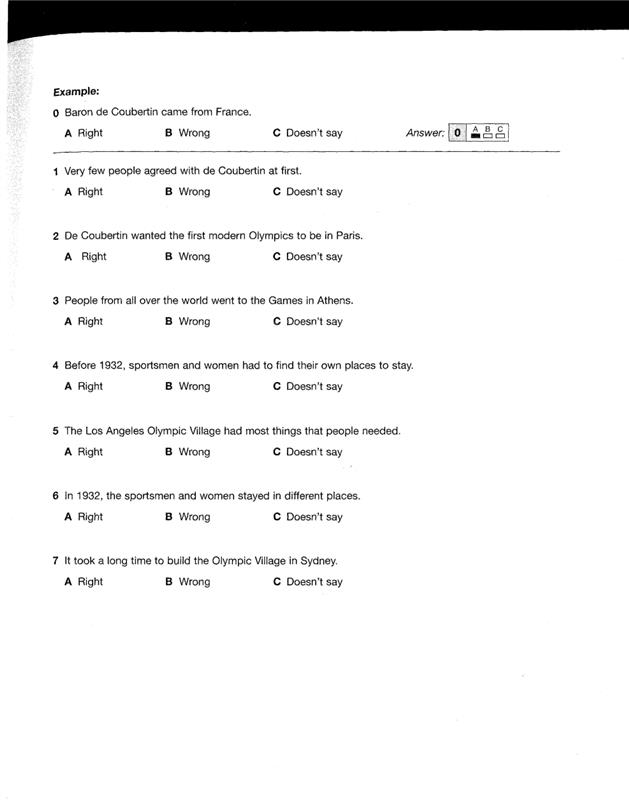 Example:
0 Baron de Coubertin came from France.
A Right B Wrong C Doesn't say Answer: 0 A B C
1 Very few people agreed with de Coubertin at first.
A Right B Wrong C Doesn't say
2 De Coubertin wanted the first modern Olympics to be in Paris.
A Right B Wrong C Doesn't say
3 People from all over the world went to the Games in Athens.
A Right B Wrong C Doesn't say
4 Before 1932, sportsmen and women had to find their own places to stay.
A Right B Wrong C Doesn't say
5 The Los Angeles Olympic Village had most things that people needed.
A Right B Wrong C Doesn't say
6 In 1932, the sportsmen and women stayed in different places.
A Right B Wrong C Doesn't say
7 It took a long time to build the Olympic Village in Sydney.
A Right B Wrong C Doesn't say